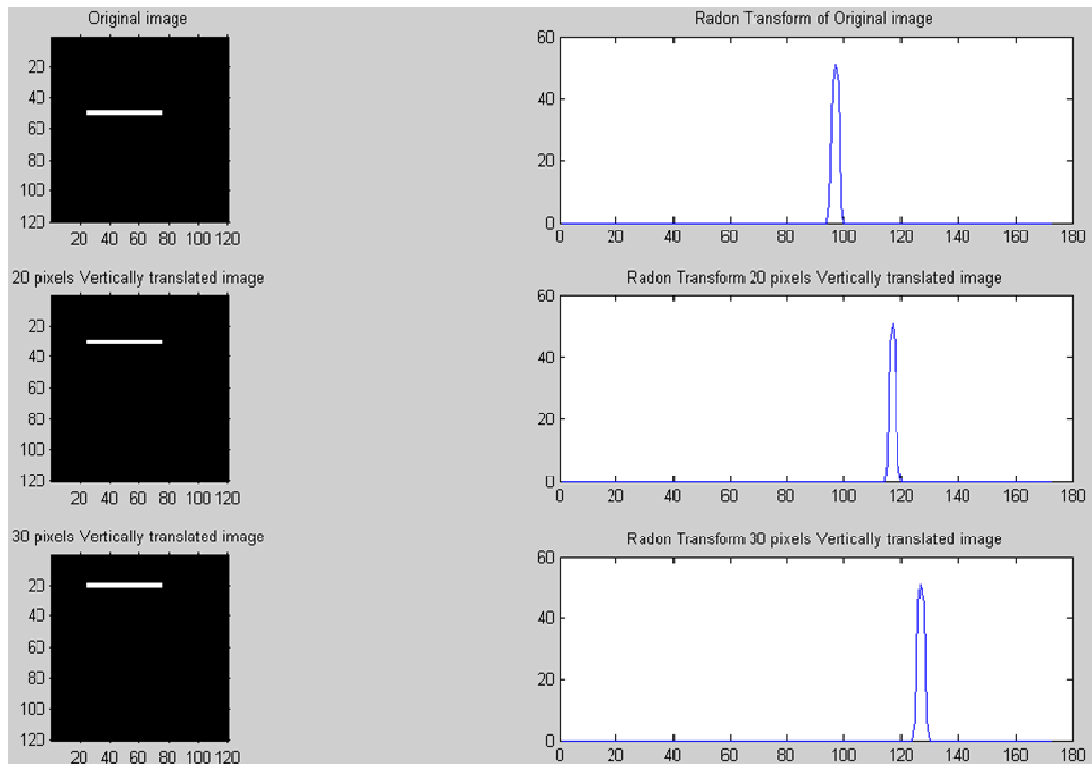 Original image
20
40
60
80
100
120
20 40 60 80 100 120
Radon Transform of Original image
60
40
20
0
0 20 40 60 80 100 120 140 160 180
20 pixels Vertically translated image
20
40
60
80
100
120
20 40 60 80 100 120
Radon Transform 20 pixels Vertically translated image
60
40
20
0
0 20 40 60 80 100 120 140 160 180
30 pixels Vertically translated image
20
40
60
80
100
120
20 40 60 80 100 120
Radon Transform 30 pixels Vertically translated image
60
40
20
0
0 20 40 60 80 100 120 140 160 180